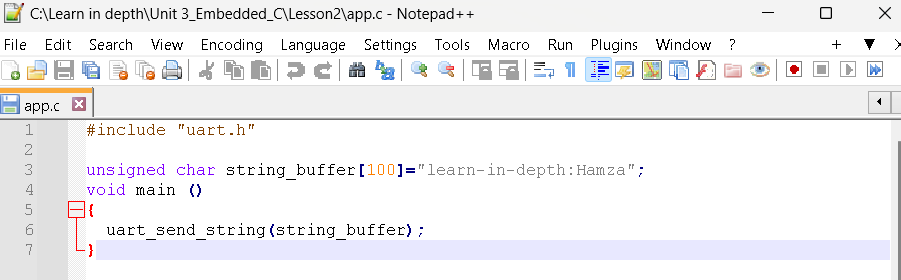 C:\Learn in depth\Unit 3_Embedded_C\Lesson2\app.c - Notepad++
File Edit Search View Encoding Language Settings Tools Macro Run Plugins Window ? + ▼ X
app.c
1 #include "uart.h"
2
3 unsigned char string_buffer[100]="learn-in-depth:Hamza";
4 void main ()
5 {
6 uart_send_string(string_buffer);
7 }